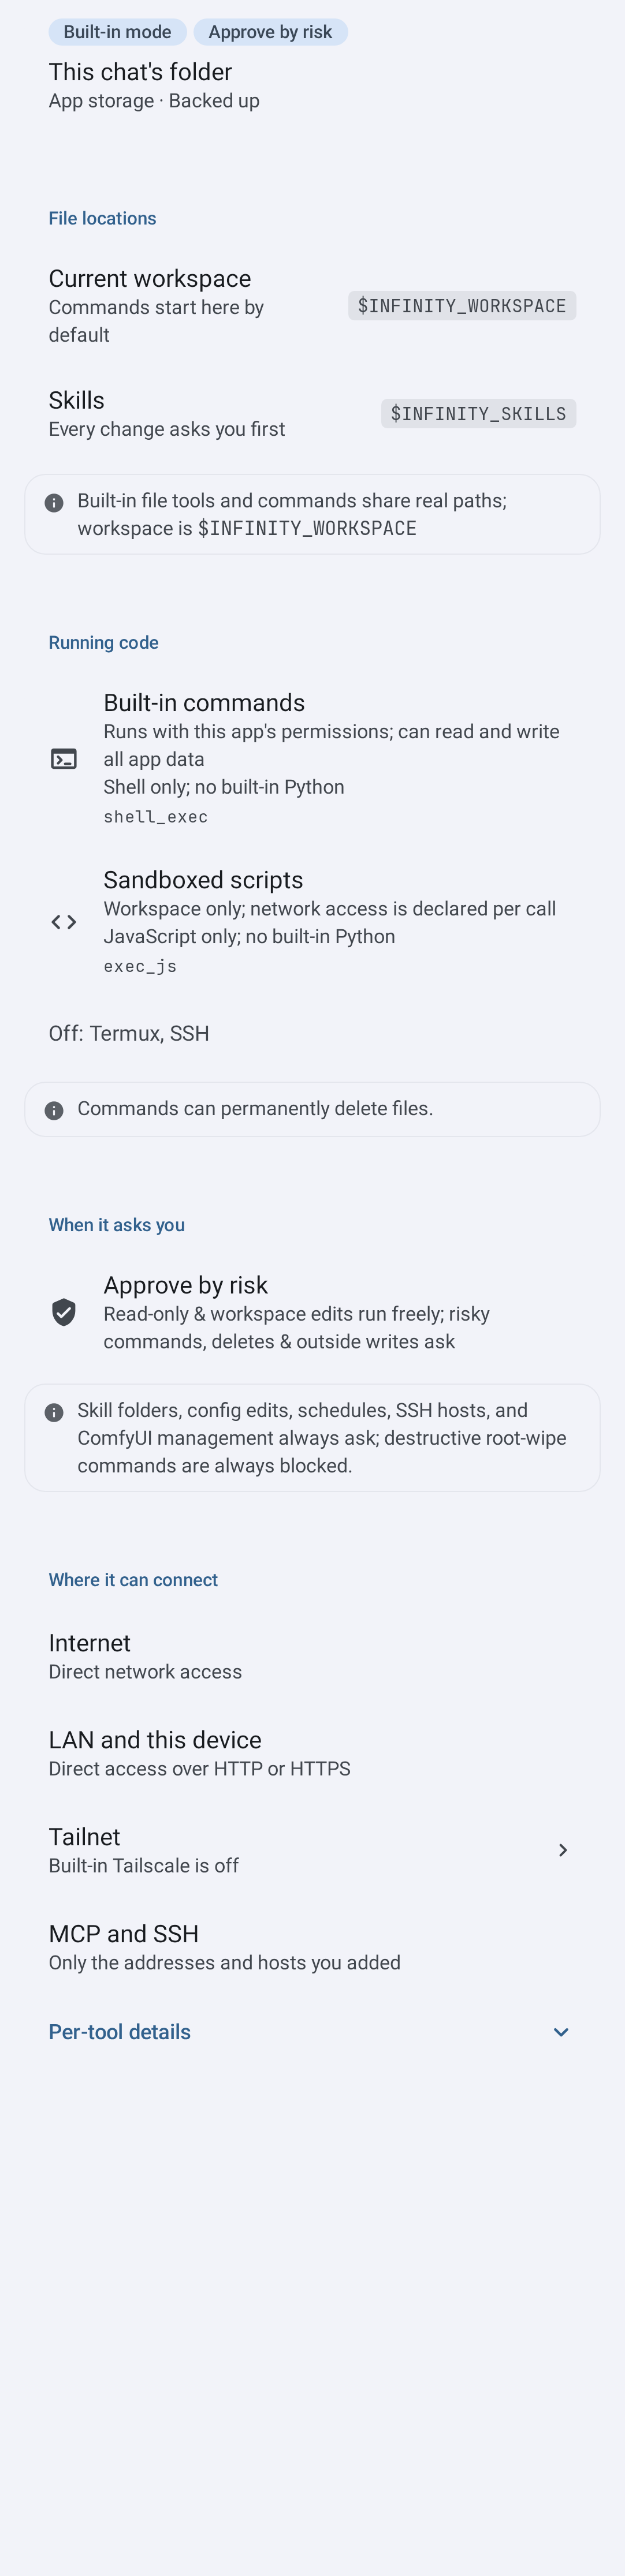 Built-in mode
Approve by risk
This chat's folder
App storage · Backed up
File locations
Current workspace
Commands start here by
default
$INFINITY_WORKSPACE
Skills
Every change asks you first
$INFINITY_SKILLS
Built-in file tools and commands share real paths;
workspace is $INFINITY_WORKSPACE
Running code
Built-in commands
Runs with this app's permissions; can read and write
all app data
Shell only; no built-in Python
shell_exec
Sandboxed scripts
Workspace only; network access is declared per call
JavaScript only; no built-in Python
exec_js
Off: Termux, SSH
Commands can permanently delete files.
When it asks you
Approve by risk
Read-only & workspace edits run freely; risky
commands, deletes & outside writes ask
Skill folders, config edits, schedules, SSH hosts, and
ComfyUI management always ask; destructive root-wipe
commands are always blocked.
Where it can connect
Internet
Direct network access
LAN and this device
Direct access over HTTP or HTTPS
Tailnet
Built-in Tailscale is off
MCP and SSH
Only the addresses and hosts you added
Per-tool details